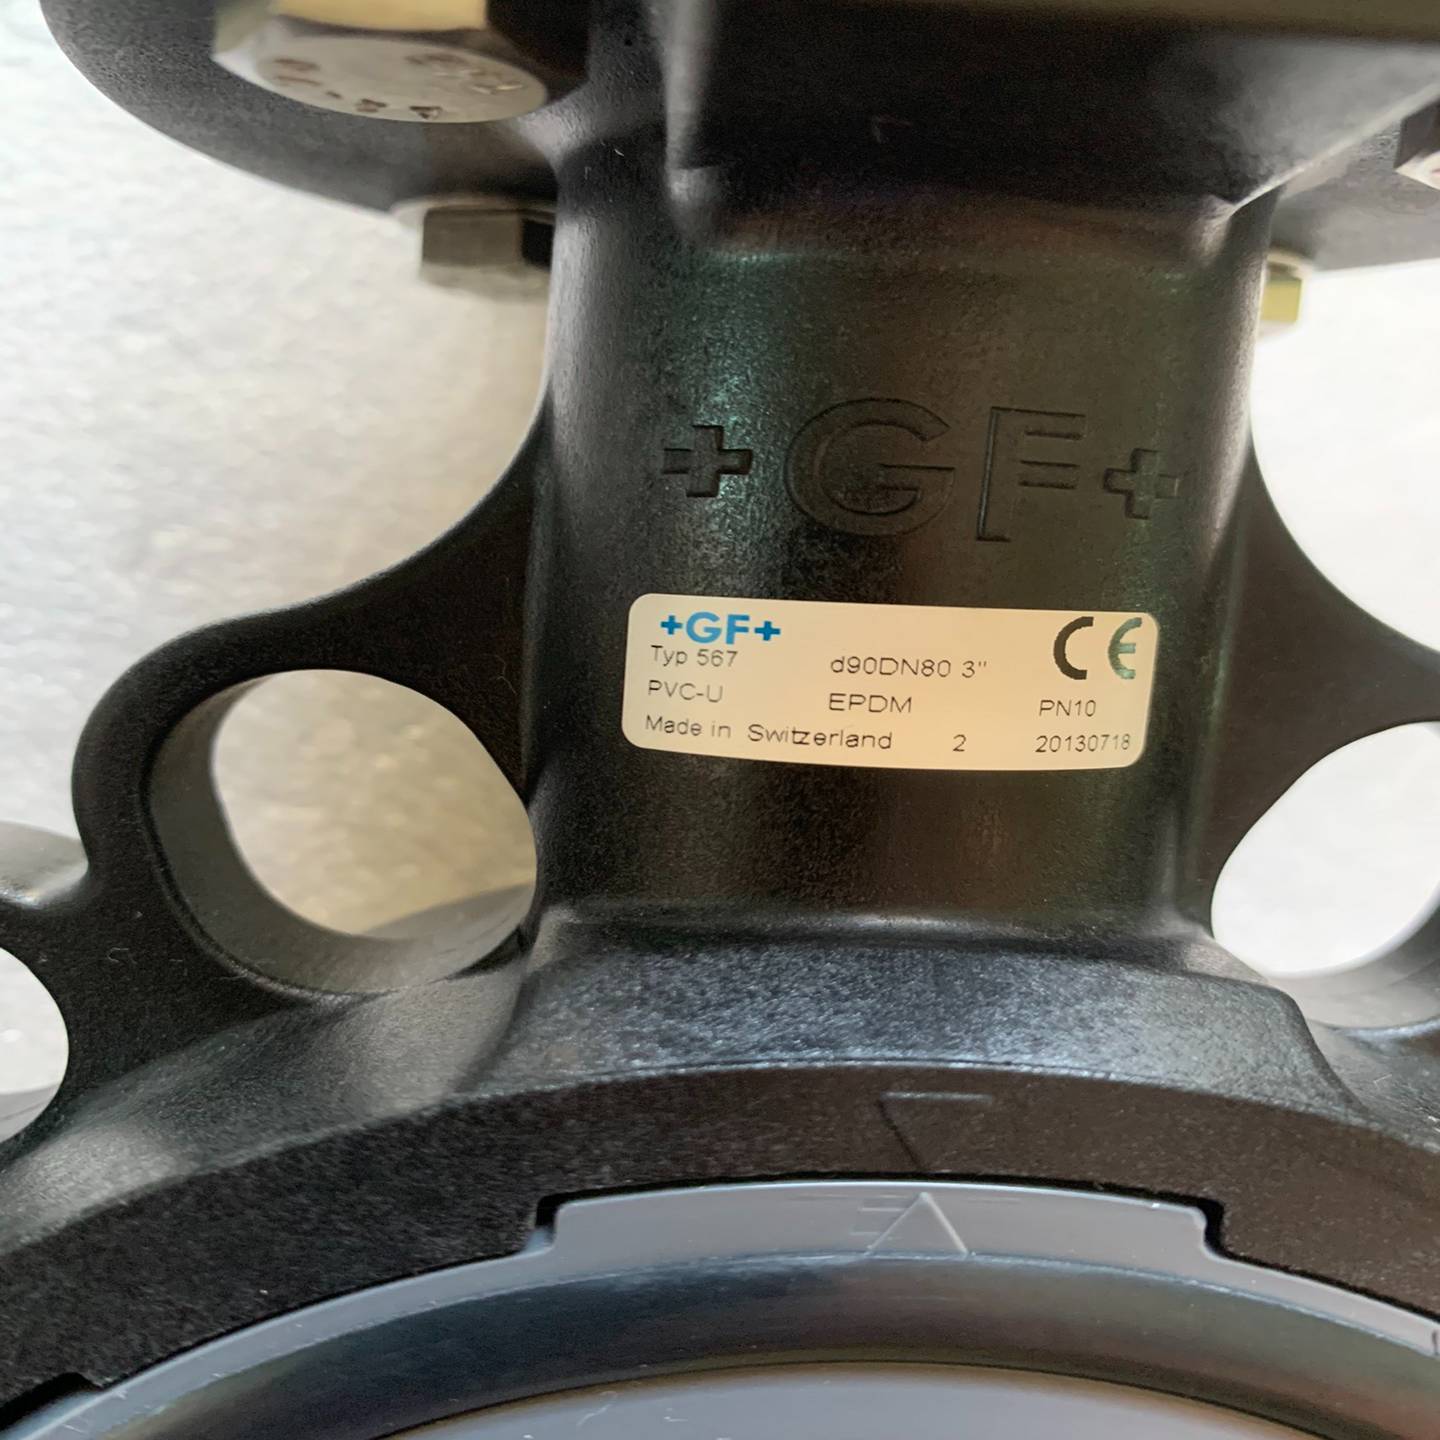 +GF+
+GF+
Typ 567 d90DN80 3" CE
PVC-U EPDM PN10
Made in Switzerland 2 20130718